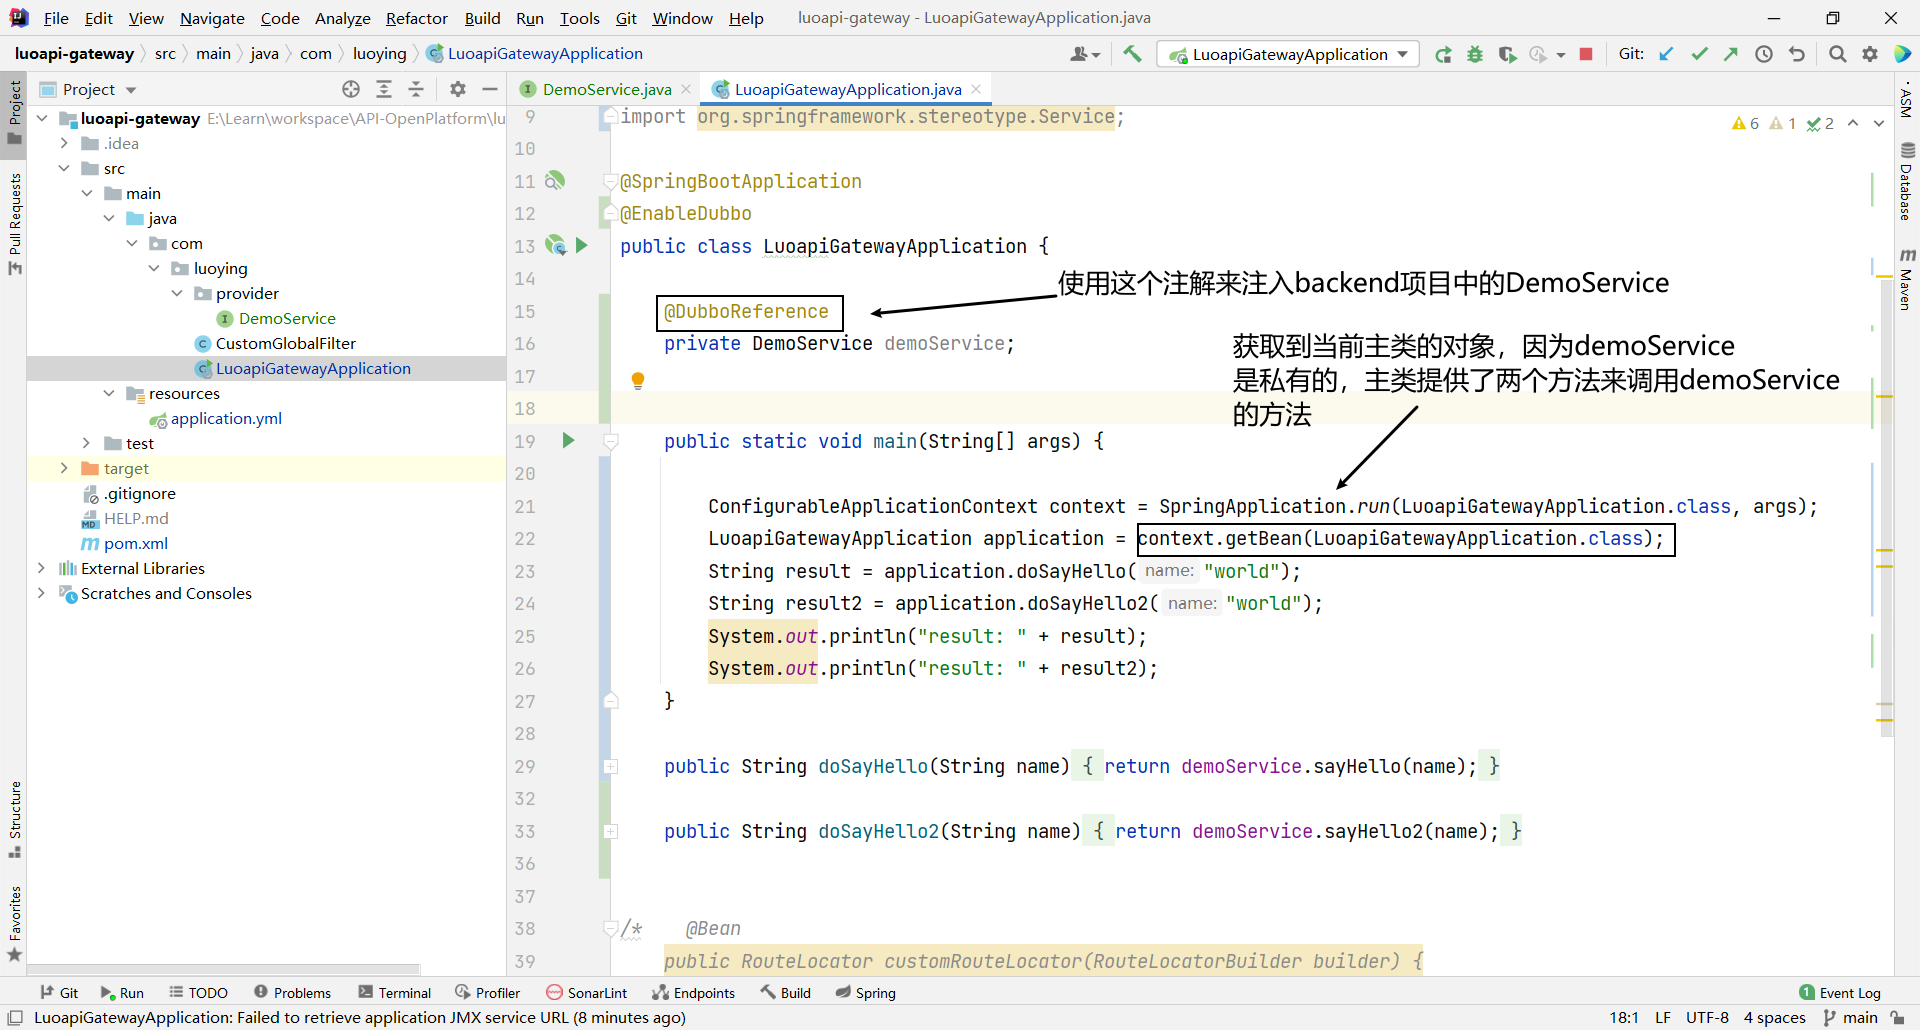 File Edit View Navigate Code Analyze Refactor Build Run Tools Git Window Help luoapi-gateway - LuoapiGatewayApplication.java
luoapi-gateway src main java com luoying LuoapiGatewayApplication LuoapiGatewayApplication Git:
Project DemoService.java LuoapiGatewayApplication.java
Project
Pull Requests
Structure
Favorites
luoapi-gateway E:\Learn\workspace\API-OpenPlatform\lu
.idea
src
main
java
com
luoying
provider
DemoService
CustomGlobalFilter
LuoapiGatewayApplication
resources
application.yml
test
target
.gitignore
HELP.md
pom.xml
External Libraries
Scratches and Consoles
6 1 2
9 import org.springframework.stereotype.Service;
10
11 @SpringBootApplication
12 @EnableDubbo
13 public class LuoapiGatewayApplication {
14
使用这个注解来注入backend项目中的DemoService
15 @DubboReference
16 private DemoService demoService;
获取到当前主类的对象，因为demoService
是私有的，主类提供了两个方法来调用demoService
的方法
17
18
19 public static void main(String[] args) {
20
21 ConfigurableApplicationContext context = SpringApplication.run(LuoapiGatewayApplication.class, args);
22 LuoapiGatewayApplication application = context.getBean(LuoapiGatewayApplication.class);
23 String result = application.doSayHello( name: "world");
24 String result2 = application.doSayHello2( name: "world");
25 System.out.println("result: " + result);
26 System.out.println("result: " + result2);
27 }
28
29 public String doSayHello(String name) { return demoService.sayHello(name); }
32
33 public String doSayHello2(String name) { return demoService.sayHello2(name); }
36
37
38 /* @Bean
39 public RouteLocator customRouteLocator(RouteLocatorBuilder builder) {
ASM
Database
Maven
Git Run TODO Problems Terminal Profiler SonarLint Endpoints Build Spring 1 Event Log
LuoapiGatewayApplication: Failed to retrieve application JMX service URL (8 minutes ago) 18:1 LF UTF-8 4 spaces main